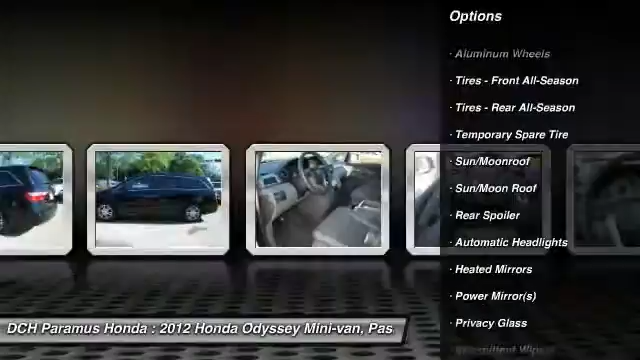 Options
· Aluminum Wheels
· Tires - Front All-Season
· Tires - Rear All-Season
· Temporary Spare Tire
· Sun/Moonroof
· Sun/Moon Roof
· Rear Spoiler
· Automatic Headlights
· Heated Mirrors
· Power Mirror(s)
· Privacy Glass
DCH Paramus Honda : 2012 Honda Odyssey Mini-van, Pas